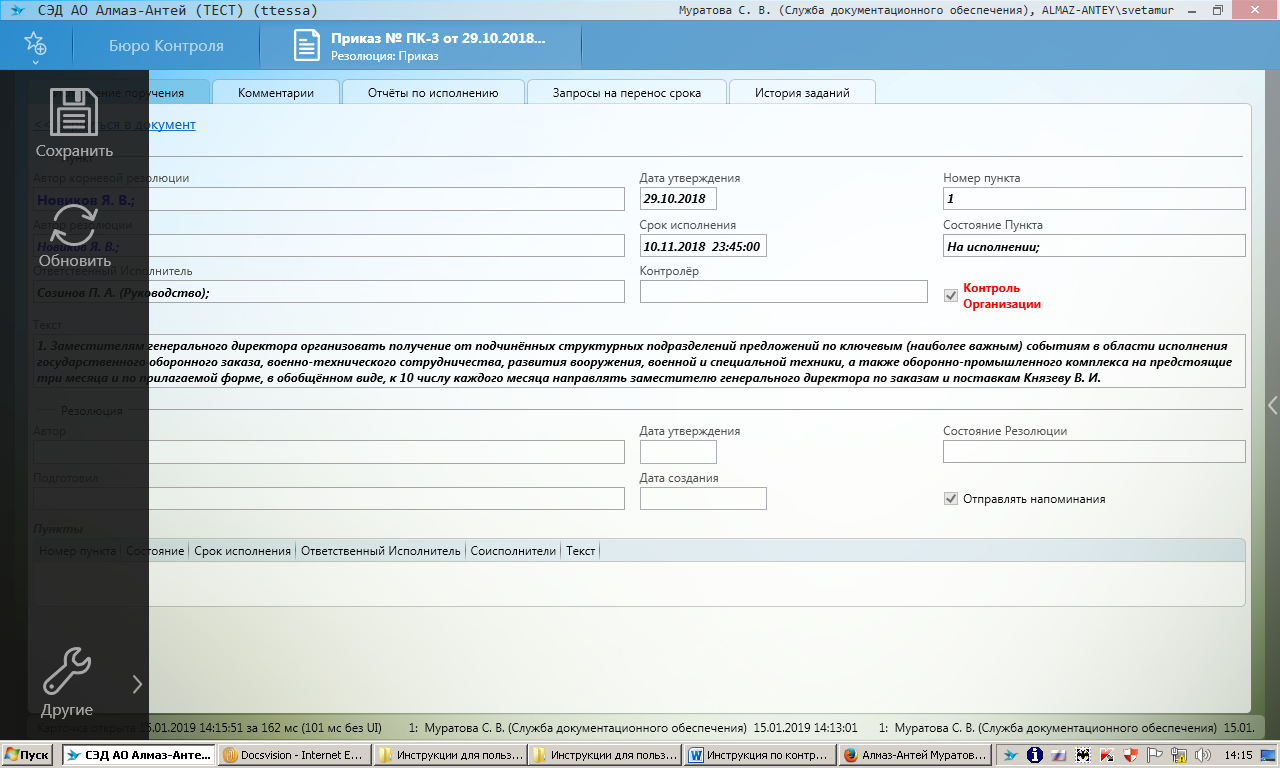 СЭД АО Алмаз-Антей (ТЕСТ) (ttessa)
Муратова С. В. (Служба документационного обеспечения), ALMAZ-ANTEY\svetamur
Бюро Контроля
Приказ № ПК-3 от 29.10.2018...
Резолюция: Приказ
поручения
Комментарии
Отчёты по исполнению
Запросы на перенос срока
История заданий
в документ
Сохранить
Пункт
Автор корневой резолюции
Дата утверждения
Номер пункта
Новиков Я. В.;
29.10.2018
1
Автор резолюции
Срок исполнения
Состояние Пункта
Новиков Я. В.;
10.11.2018 23:45:00
На исполнении;
Обновить
Ответственный Исполнитель
Контролёр
Созинов П. А. (Руководство);
Контроль
Организации
Текст
1. Заместителям генерального директора организовать получение от подчинённых структурных подразделений предложений по ключевым (наиболее важным) событиям в области исполнения
государственного оборонного заказа, военно-технического сотрудничества, развития вооружения, военной и специальной техники, а также оборонно-промышленного комплекса на предстоящие
три месяца и по прилагаемой форме, в обобщённом виде, к 10 числу каждого месяца направлять заместителю генерального директора по заказам и поставкам Князеву В. И.
Резолюция
Автор
Дата утверждения
Состояние Резолюции
Подготовил
Дата создания
Отправлять напоминания
Пункты
Номер пункта Состояние Срок исполнения Ответственный Исполнитель Соисполнители Текст
Другие
Карточка открыта 15.01.2019 14:15:51 за 162 мс (101 мс без UI)
1: Муратова С. В. (Служба документационного обеспечения) 15.01.2019 14:13:01
1: Муратова С. В. (Служба документационного обеспечения) 15.01.
Пуск
СЭД АО Алмаз-Анте...
Docsvision - Internet E...
Инструкции для польз...
Инструкции для польз...
Инструкция по контр...
Алмаз-Антей Муратов...
14:15